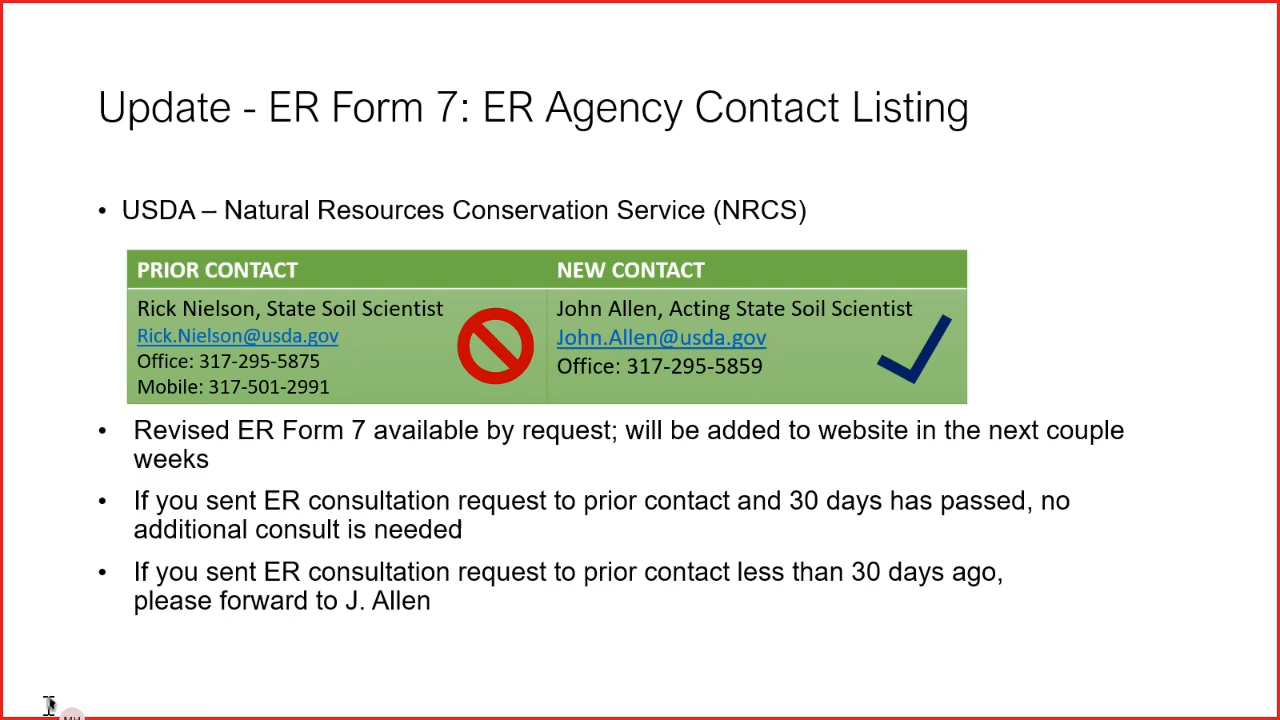 Update - ER Form 7: ER Agency Contact Listing
• USDA – Natural Resources Conservation Service (NRCS)
PRIOR CONTACT
Rick Nielson, State Soil Scientist
Rick.Nielson@usda.gov
Office: 317-295-5875
Mobile: 317-501-2991
NEW CONTACT
John Allen, Acting State Soil Scientist
John.Allen@usda.gov
Office: 317-295-5859
• Revised ER Form 7 available by request; will be added to website in the next couple
weeks
• If you sent ER consultation request to prior contact and 30 days has passed, no
additional consult is needed
• If you sent ER consultation request to prior contact less than 30 days ago,
please forward to J. Allen